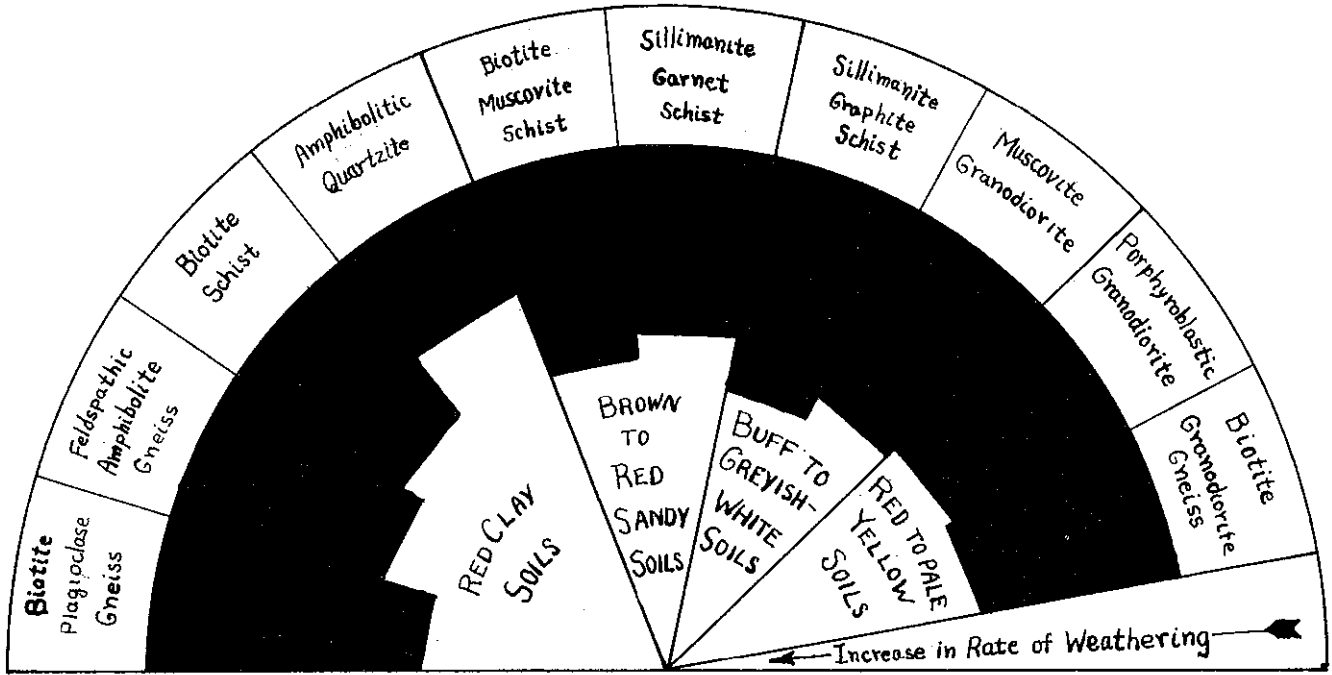 Biotite
Plagipclase
Gneiss
Feldspathic
Amphibolite
Gneiss
Biotite
Schist
Amphibolitic
Quartzite
Biotite
Muscovite
Schist
Sillimanite
Garnet
Schist
Sillimanite
Graphite
Schist
Muscovite
Granodiorite
Porphyroblastic
Granodiorite
Biotite
Granodiorite
Gneiss
RED CLAY
SOILS
BROWN
TO
RED
SANDY
SOILS
BUFF TO
GREYISH-
WHITE
SOILS
RED TO PALE
YELLOW
SOILS
Increase in Rate of Weathering